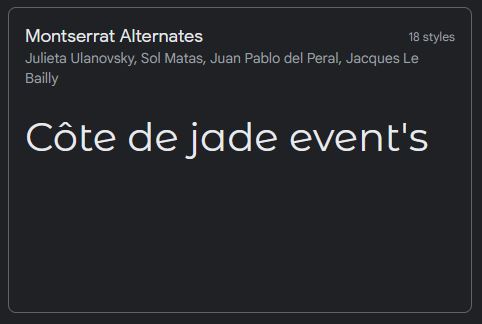 Montserrat Alternates
18 styles
Julieta Ulanovsky, Sol Matas, Juan Pablo del Peral, Jacques Le
Bailly
Côte de jade event's